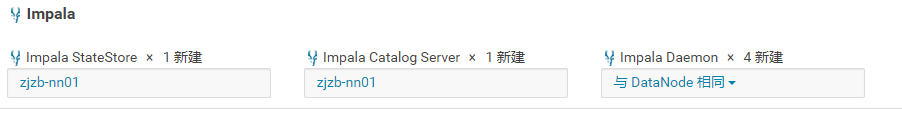 Impala
Impala StateStore × 1 新建
zjzb-nn01
Impala Catalog Server × 1 新建
zjzb-nn01
Impala Daemon × 4 新建
与 DataNode 相同